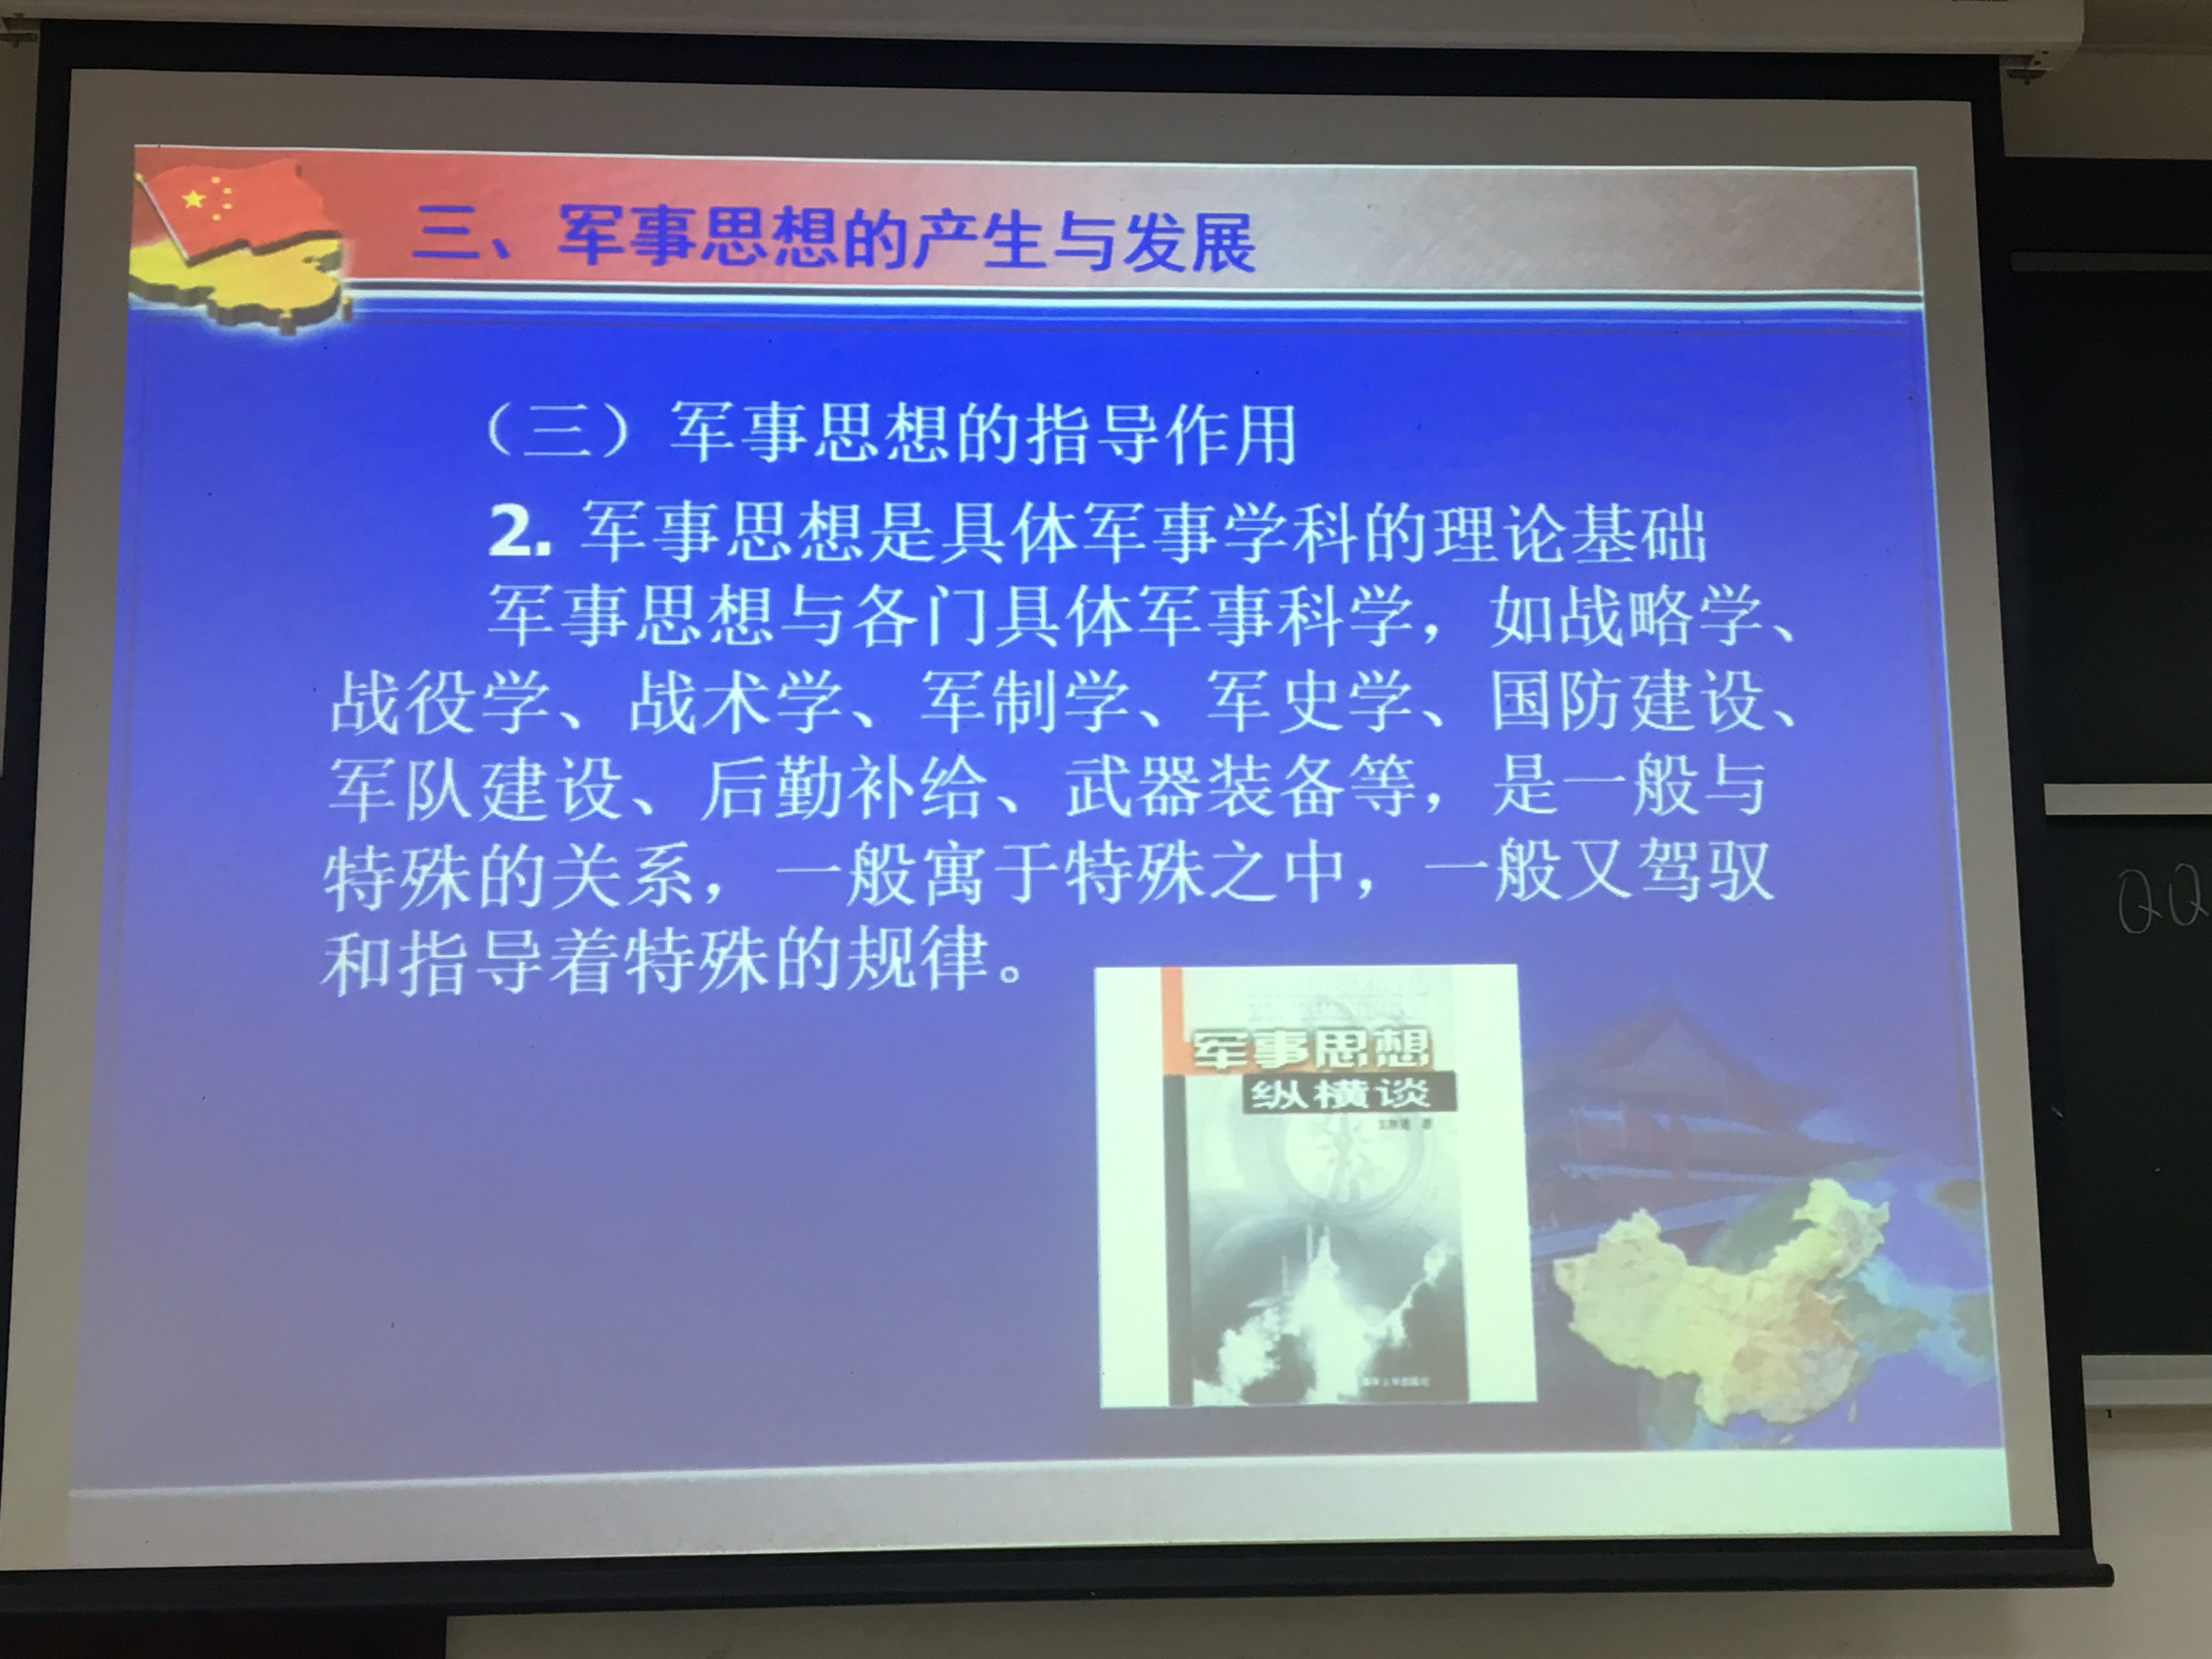 三、军事思想的产生与发展
（三）军事思想的指导作用
2. 军事思想是具体军事学科的理论基础
军事思想与各门具体军事科学，如战略学、
战役学、战术学、军制学、军史学、国防建设、
军队建设、后勤补给、武器装备等，是一般与
特殊的关系，一般寓于特殊之中，一般又驾驭
和指导着特殊的规律。
军事思想
纵横谈
QQ